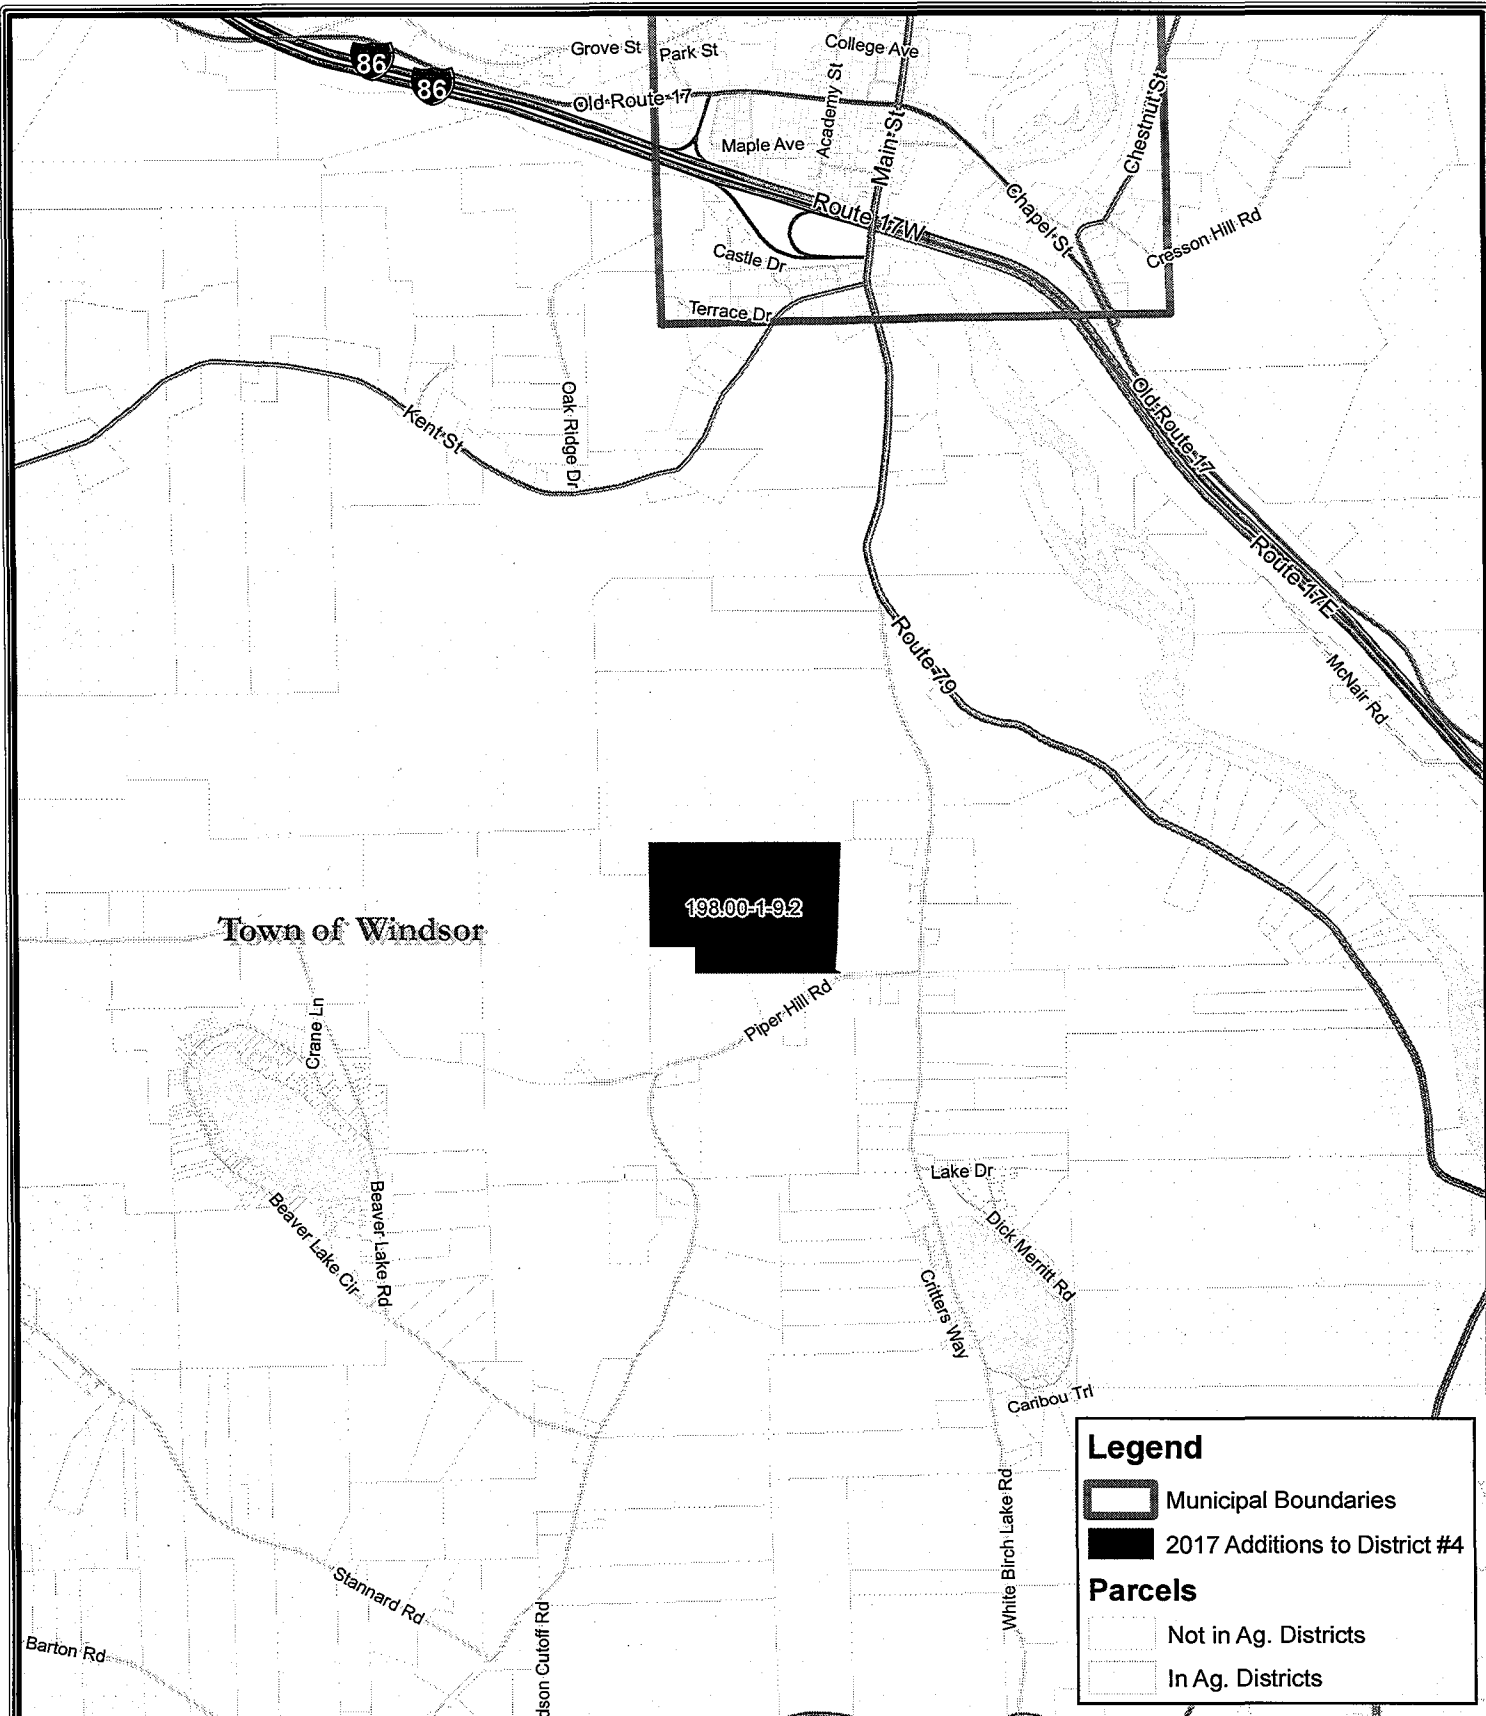 Grove St
Park St
College Ave
86
86
Old Route 17
Academy St
Main St
Maple Ave
Chestnut St
Route 17W
Chapel St
Castle Dr
Cresson Hill Rd
Terrace Dr
Kent St
Oak Ridge Dr
Old Route 17
Route 17E
Route 79
McNair Rd
198.00-1-9.2
Town of Windsor
Crane Ln
Piper Hill Rd
Lake Dr
Beaver Lake Cir
Beaver Lake Rd
Dick Merritt Rd
Critters Way
Caribou Trl
White Birch Lake Rd
Stannard Rd
Barton Rd
dson Cutoff Rd
Legend
Municipal Boundaries
2017 Additions to District #4
Parcels
Not in Ag. Districts
In Ag. Districts